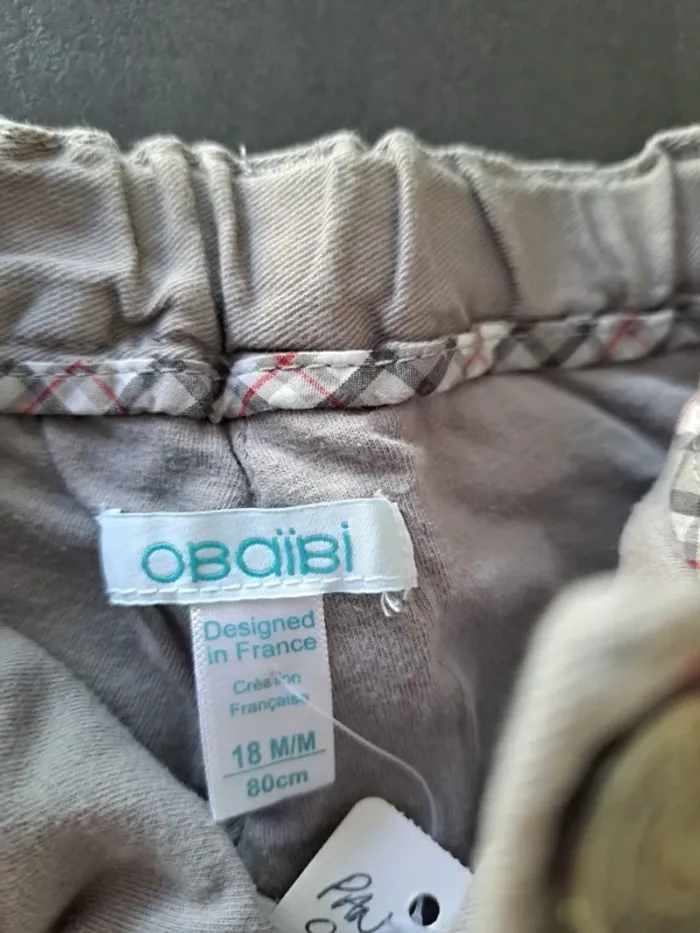 OBAÏBI
Designed
in France
Création
Française
18 M/M
80cm